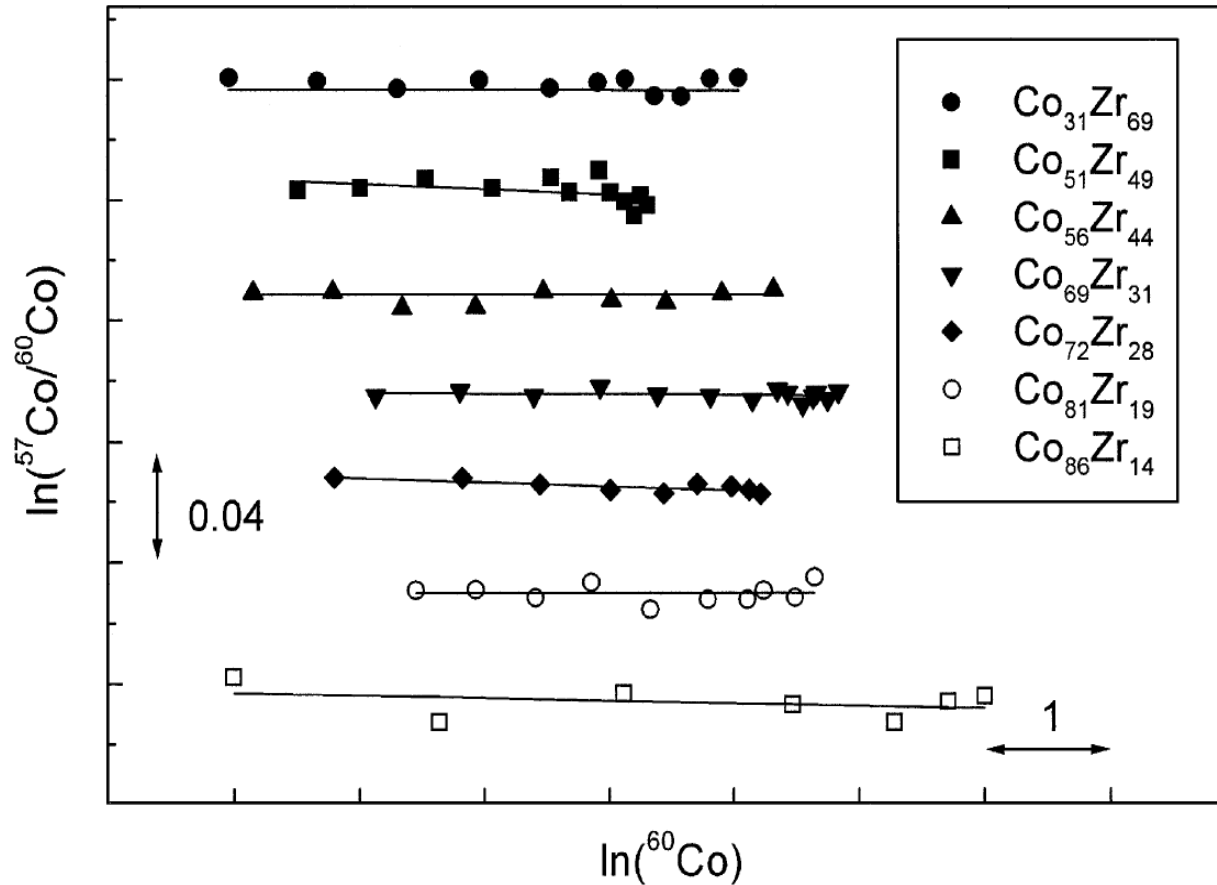 ln(⁵⁷Co/⁶⁰Co)
Co₃₁Zr₆₉
Co₅₁Zr₄₉
Co₅₆Zr₄₄
Co₆₉Zr₃₁
Co₇₂Zr₂₈
Co₈₁Zr₁₉
Co₈₆Zr₁₄
0.04
1
ln(⁶⁰Co)